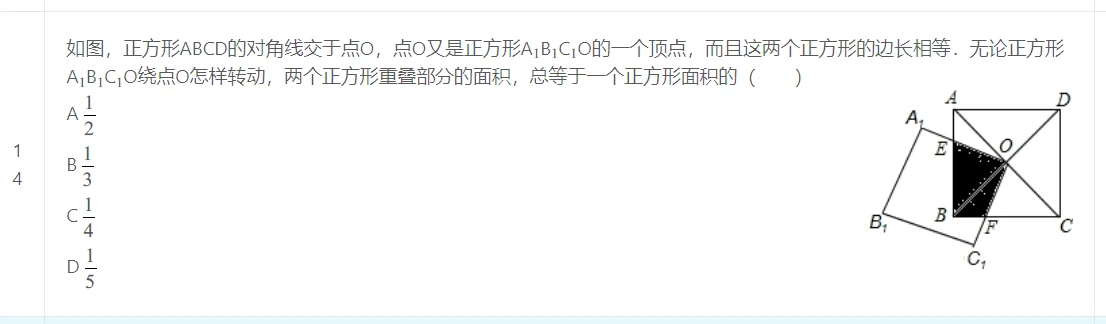 如图，正方形ABCD的对角线交于点O，点O又是正方形A₁B₁C₁O的一个顶点，而且这两个正方形的边长相等．无论正方形
A₁B₁C₁O绕点O怎样转动，两个正方形重叠部分的面积，总等于一个正方形面积的（　　）
A 1/2
B 1/3
C 1/4
D 1/5
1
4
A
D
A₁
E
O
B₁
B
F
C
C₁